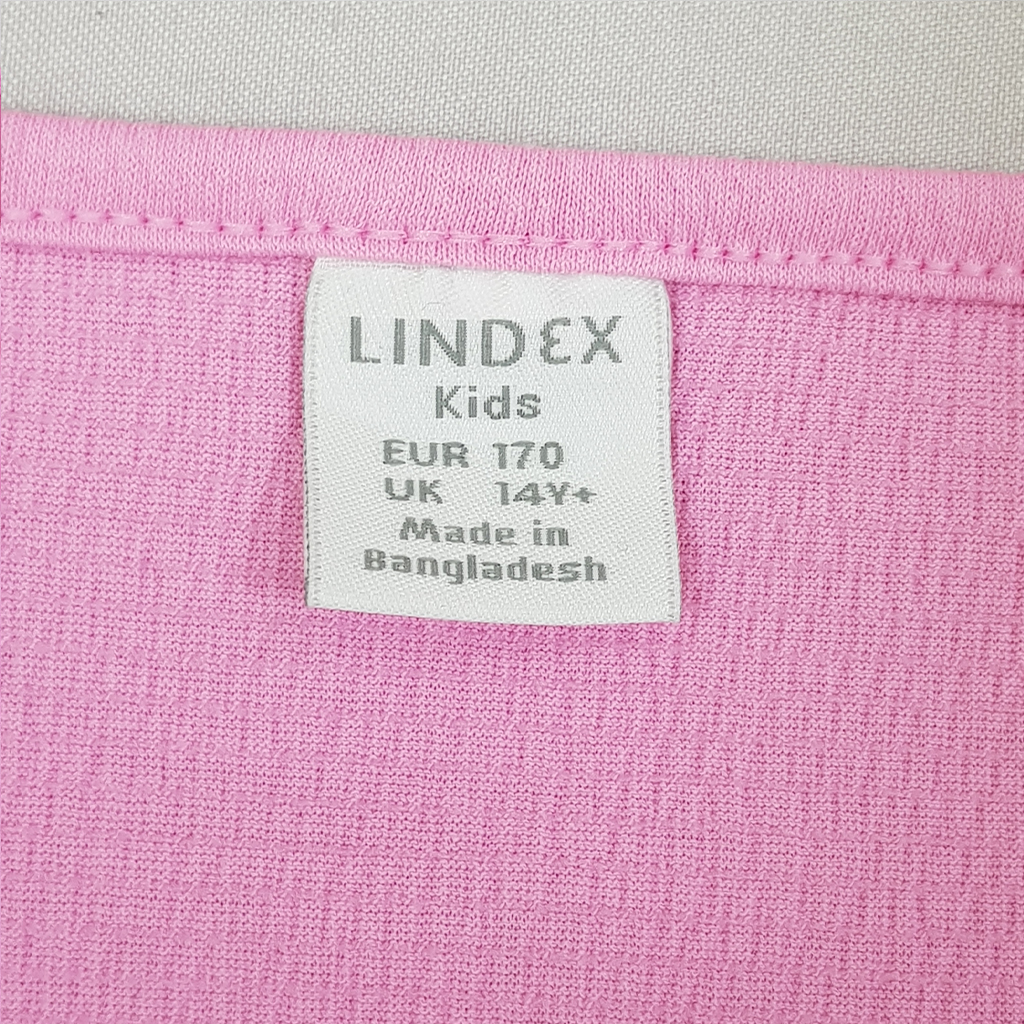 LINDEX
Kids
EUR 170
UK 14Y+
Made in
Bangladesh